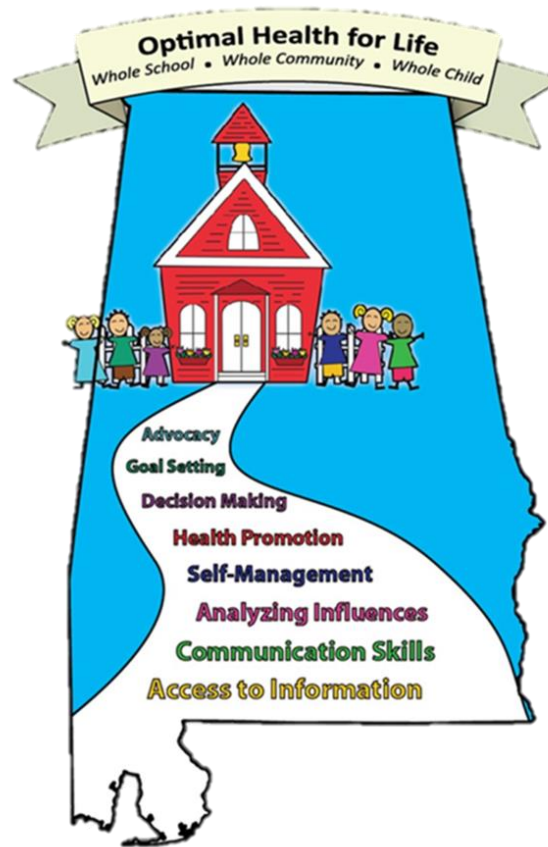 Optimal Health for Life
Whole School • Whole Community • Whole Child
Advocacy
Goal Setting
Decision Making
Health Promotion
Self-Management
Analyzing Influences
Communication Skills
Access to Information